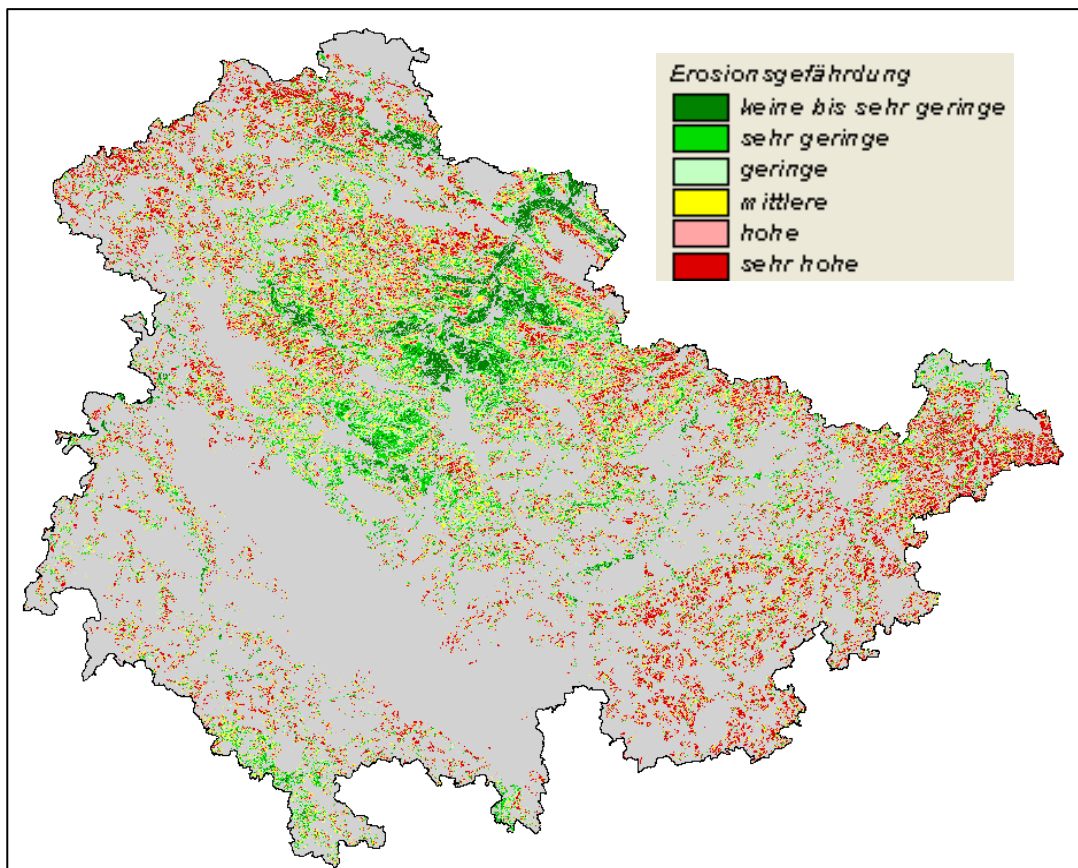 Erosionsgefährdung
keine bis sehr geringe
sehr geringe
geringe
mittlere
hohe
sehr hohe